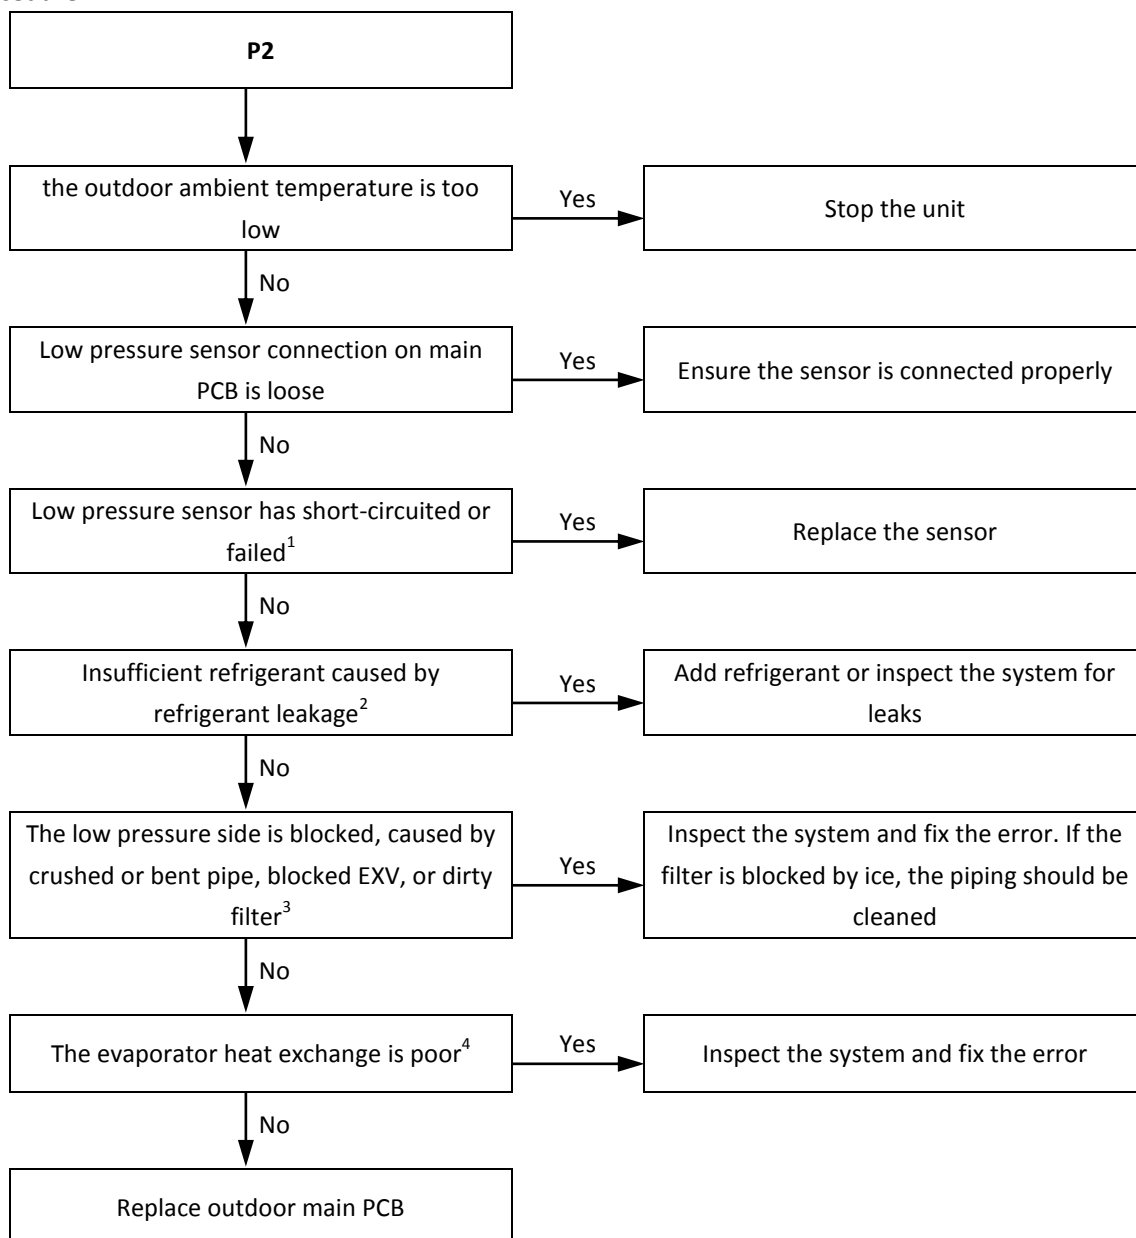 P2
the outdoor ambient temperature is too
low
Yes
Stop the unit
No
Low pressure sensor connection on main
PCB is loose
Yes
Ensure the sensor is connected properly
No
Low pressure sensor has short-circuited or
failed1
Yes
Replace the sensor
No
Insufficient refrigerant caused by
refrigerant leakage2
Yes
Add refrigerant or inspect the system for
leaks
No
The low pressure side is blocked, caused by
crushed or bent pipe, blocked EXV, or dirty
filter3
Yes
Inspect the system and fix the error. If the
filter is blocked by ice, the piping should be
cleaned
No
The evaporator heat exchange is poor4
Yes
Inspect the system and fix the error
No
Replace outdoor main PCB